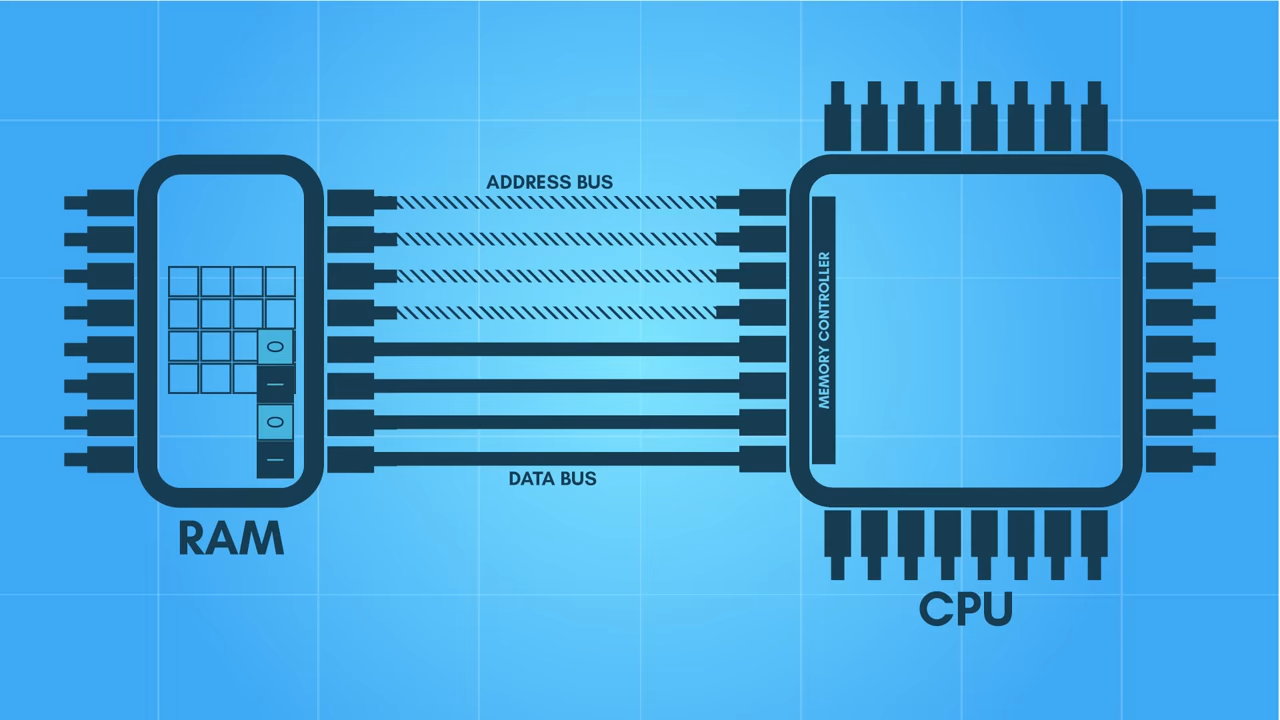 ADDRESS BUS
MEMORY CONTROLLER
0
1
0
1
DATA BUS
RAM
CPU